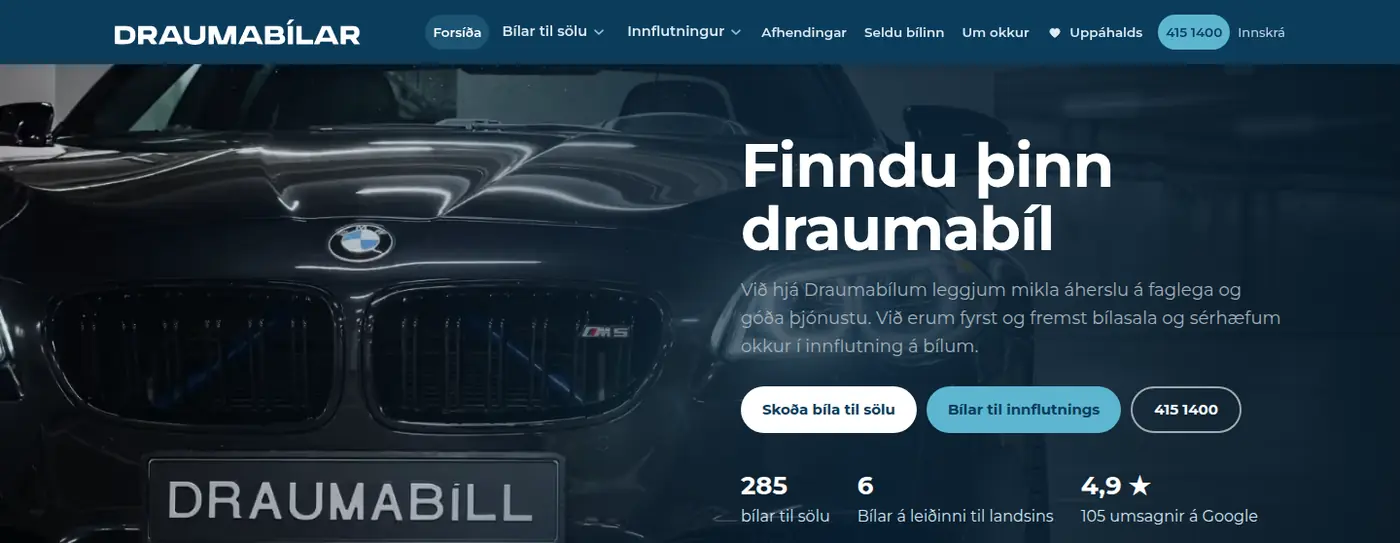 DRAUMABÍLAR
Forsíða
Bílar til sölu
Innflutningur
Afhendingar
Seldu bílinn
Um okkur
Uppáhalds
415 1400
Innskrá
BMW
M5
DRAUMABÍLL
Finndu þinn
draumabíl
Við hjá Draumabílum leggjum mikla áherslu á faglega og
góða þjónustu. Við erum fyrst og fremst bílasala og sérhæfum
okkur í innflutning á bílum.
Skoða bíla til sölu
Bílar til innflutnings
415 1400
285
bílar til sölu
6
Bílar á leiðinni til landsins
4,9 ★
105 umsagnir á Google